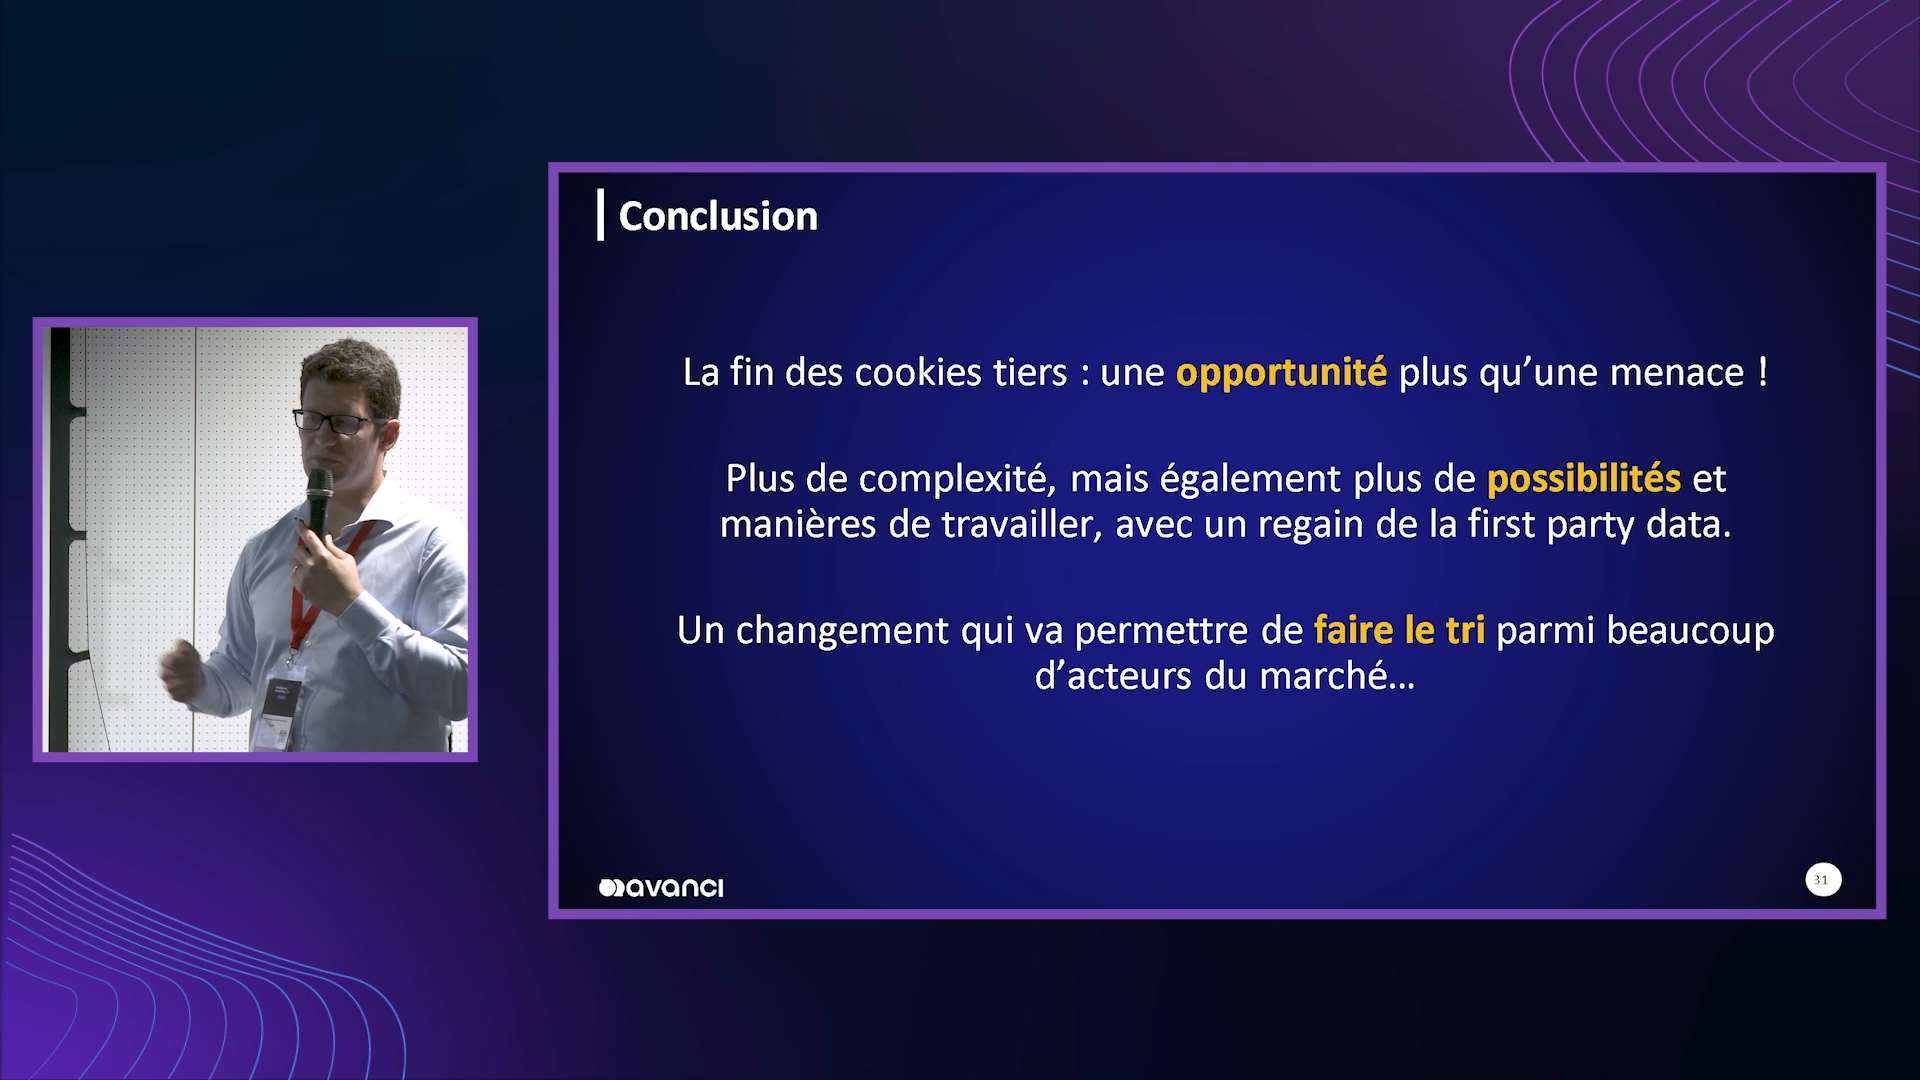 Conclusion
La fin des cookies tiers : une opportunité plus qu’une menace !
Plus de complexité, mais également plus de possibilités et
manières de travailler, avec un regain de la first party data.
Un changement qui va permettre de faire le tri parmi beaucoup
d’acteurs du marché…
avanci
31